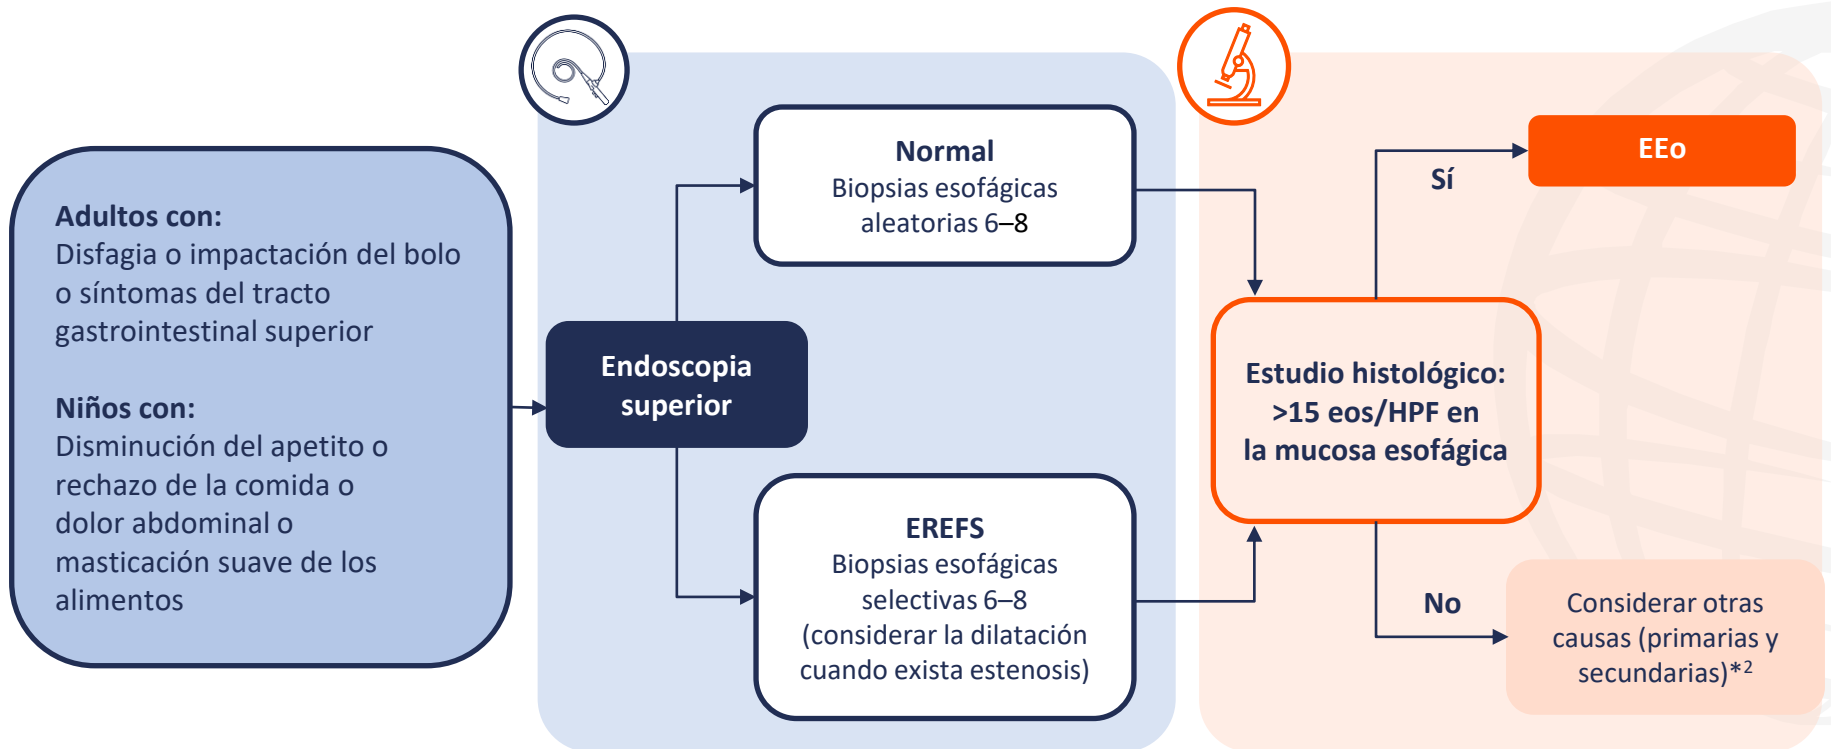 Adultos con:
Disfagia o impactación del bolo
o síntomas del tracto
gastrointestinal superior
Niños con:
Disminución del apetito o
rechazo de la comida o
dolor abdominal o
masticación suave de los
alimentos
Endoscopia
superior
Normal
Biopsias esofágicas
aleatorias 6–8
EREFS
Biopsias esofágicas
selectivas 6–8
(considerar la dilatación
cuando exista estenosis)
Estudio histológico:
>15 eos/HPF en
la mucosa esofágica
Sí
EEo
No
Considerar otras
causas (primarias y
secundarias)*²